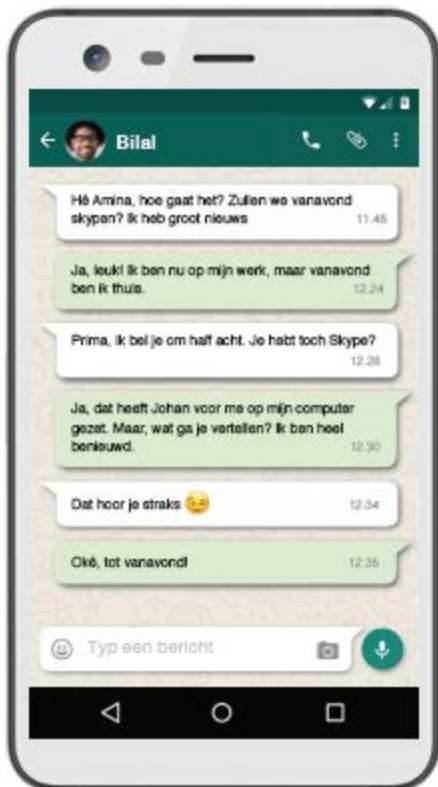 Bilal
Hé Amina, hoe gaat het? Zullen we vanavond
skypen? Ik heb groot nieuws
11.48
Ja, leuk! Ik ben nu op mijn werk, maar vanavond
ben ik thuis.
12.24
Prima, ik bel je om half acht. Je hebt toch Skype?
12.28
Ja, dat heeft Johan voor me op mijn computer
gezet. Maar, wat ga je vertellen? Ik ben heel
benieuwd.
12.30
Dat hoor je straks
12.34
Oké, tot vanavond!
12.35
Typ een bericht